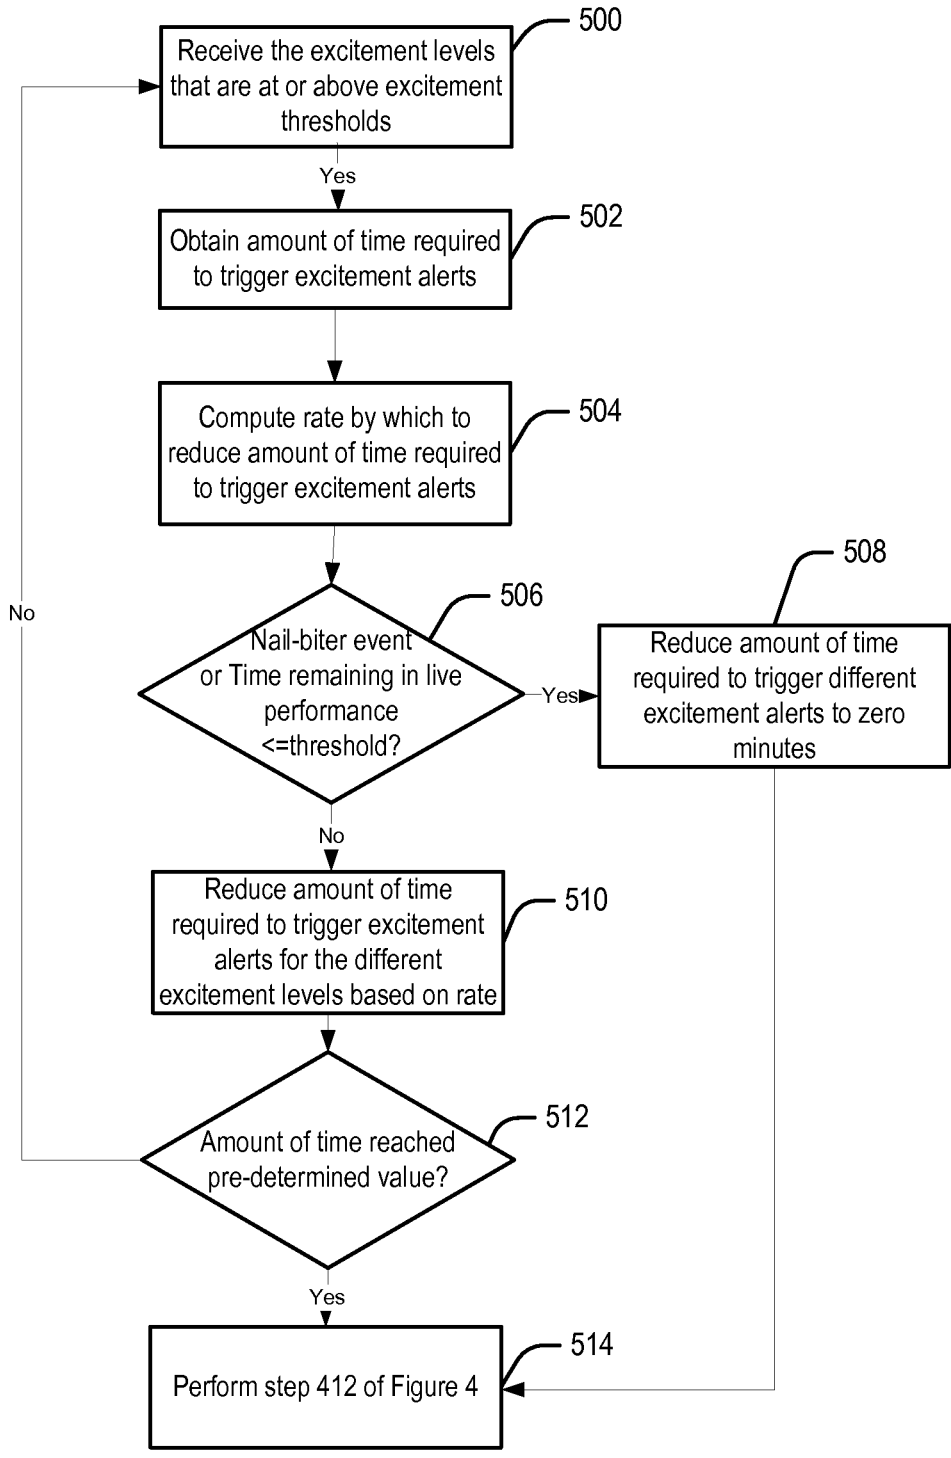 500
Receive the excitement levels
that are at or above excitement
thresholds
Yes
502
Obtain amount of time required
to trigger excitement alerts
504
Compute rate by which to
reduce amount of time required
to trigger excitement alerts
506
Nail-biter event
or Time remaining in live
performance
<=threshold?
Yes
508
Reduce amount of time
required to trigger different
excitement alerts to zero
minutes
No
No
510
Reduce amount of time
required to trigger excitement
alerts for the different
excitement levels based on rate
512
Amount of time reached
pre-determined value?
Yes
514
Perform step 412 of Figure 4